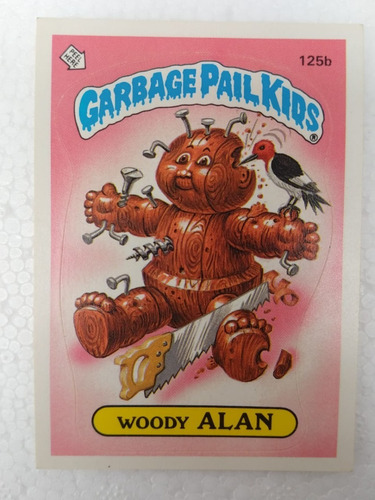 PEEL HERE
125b
GARBAGE PAIL KIDS®
WOODY ALAN